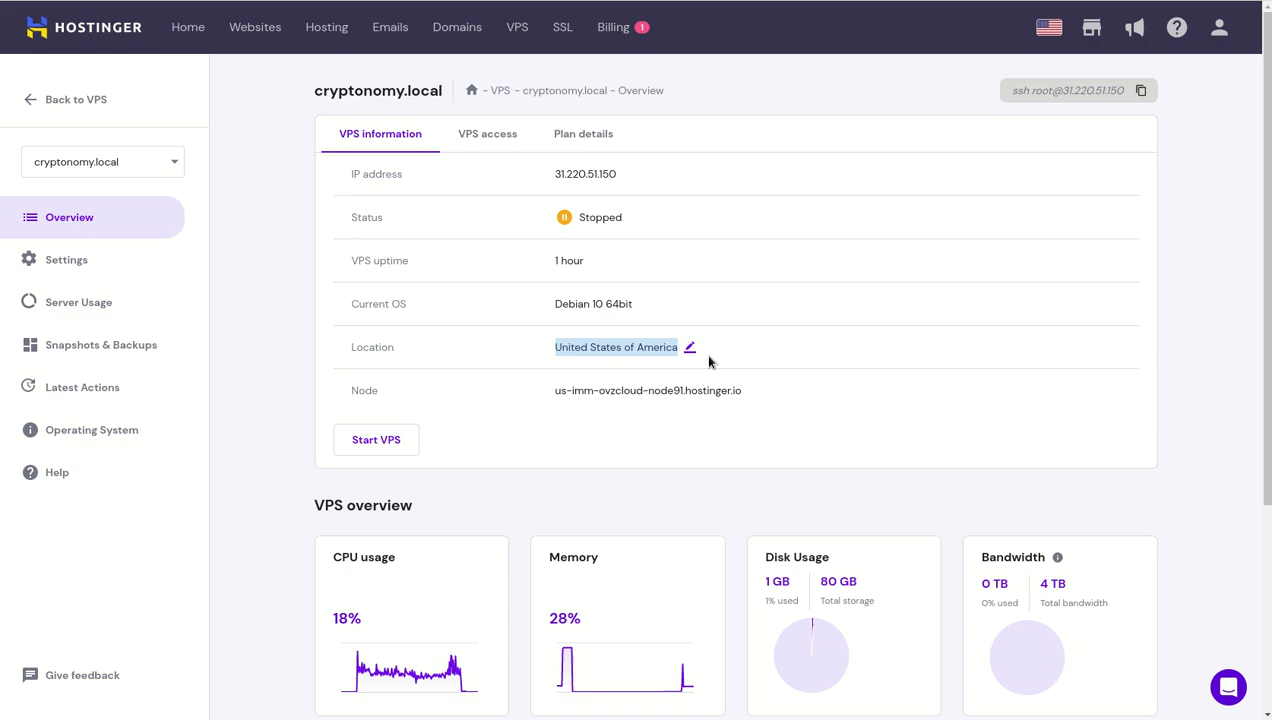 HOSTINGER Home Websites Hosting Emails Domains VPS SSL Billing 1
Back to VPS
cryptonomy.local
Overview
Settings
Server Usage
Snapshots & Backups
Latest Actions
Operating System
Help
Give feedback
cryptonomy.local - VPS - cryptonomy.local - Overview
ssh root@31.220.51.150
VPS information VPS access Plan details
IP address 31.220.51.150
Status Stopped
VPS uptime 1 hour
Current OS Debian 10 64bit
Location United States of America
Node us-imm-ovzcloud-node91.hostinger.io
Start VPS
VPS overview
CPU usage
18%
Memory
28%
Disk Usage
1 GB 80 GB
1% used Total storage
Bandwidth
0 TB 4 TB
0% used Total bandwidth